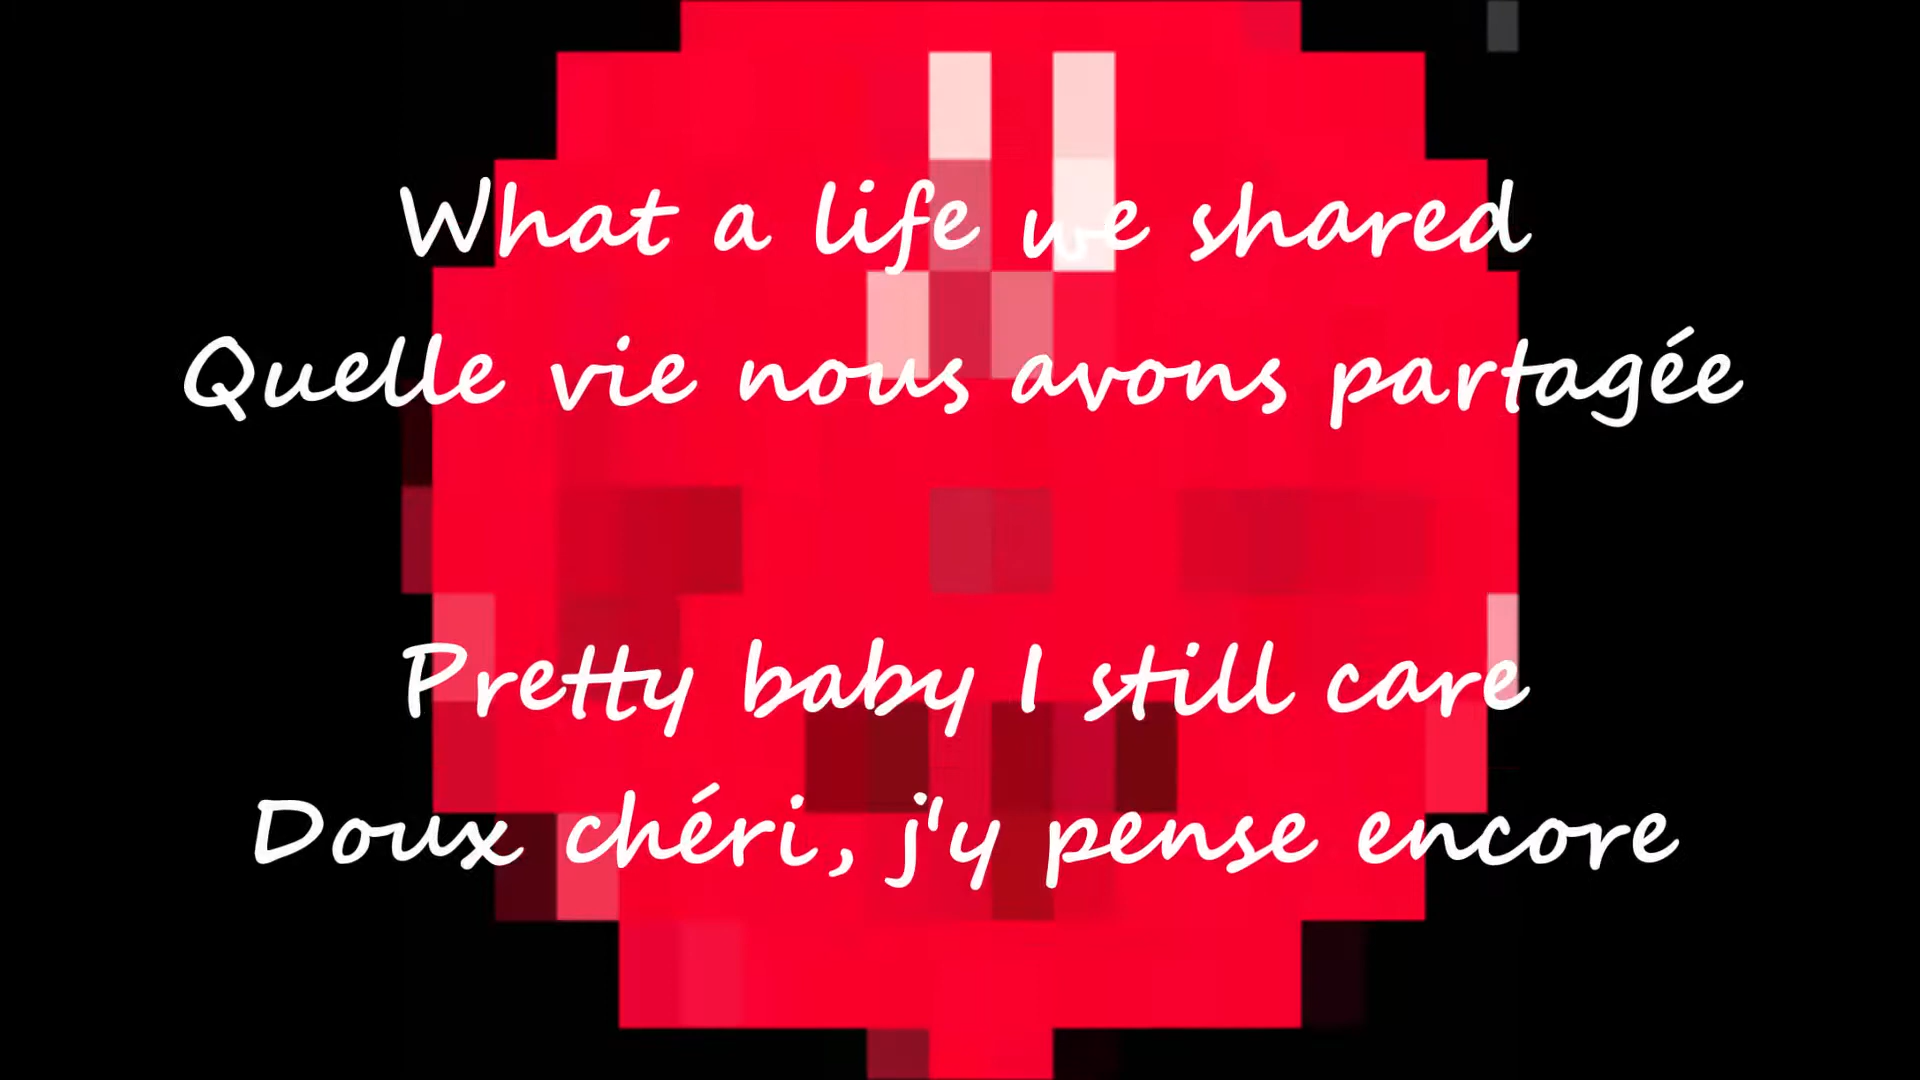 What a life we shared
Quelle vie nous avons partagée
Pretty baby I still care
Doux chéri, j'y pense encore